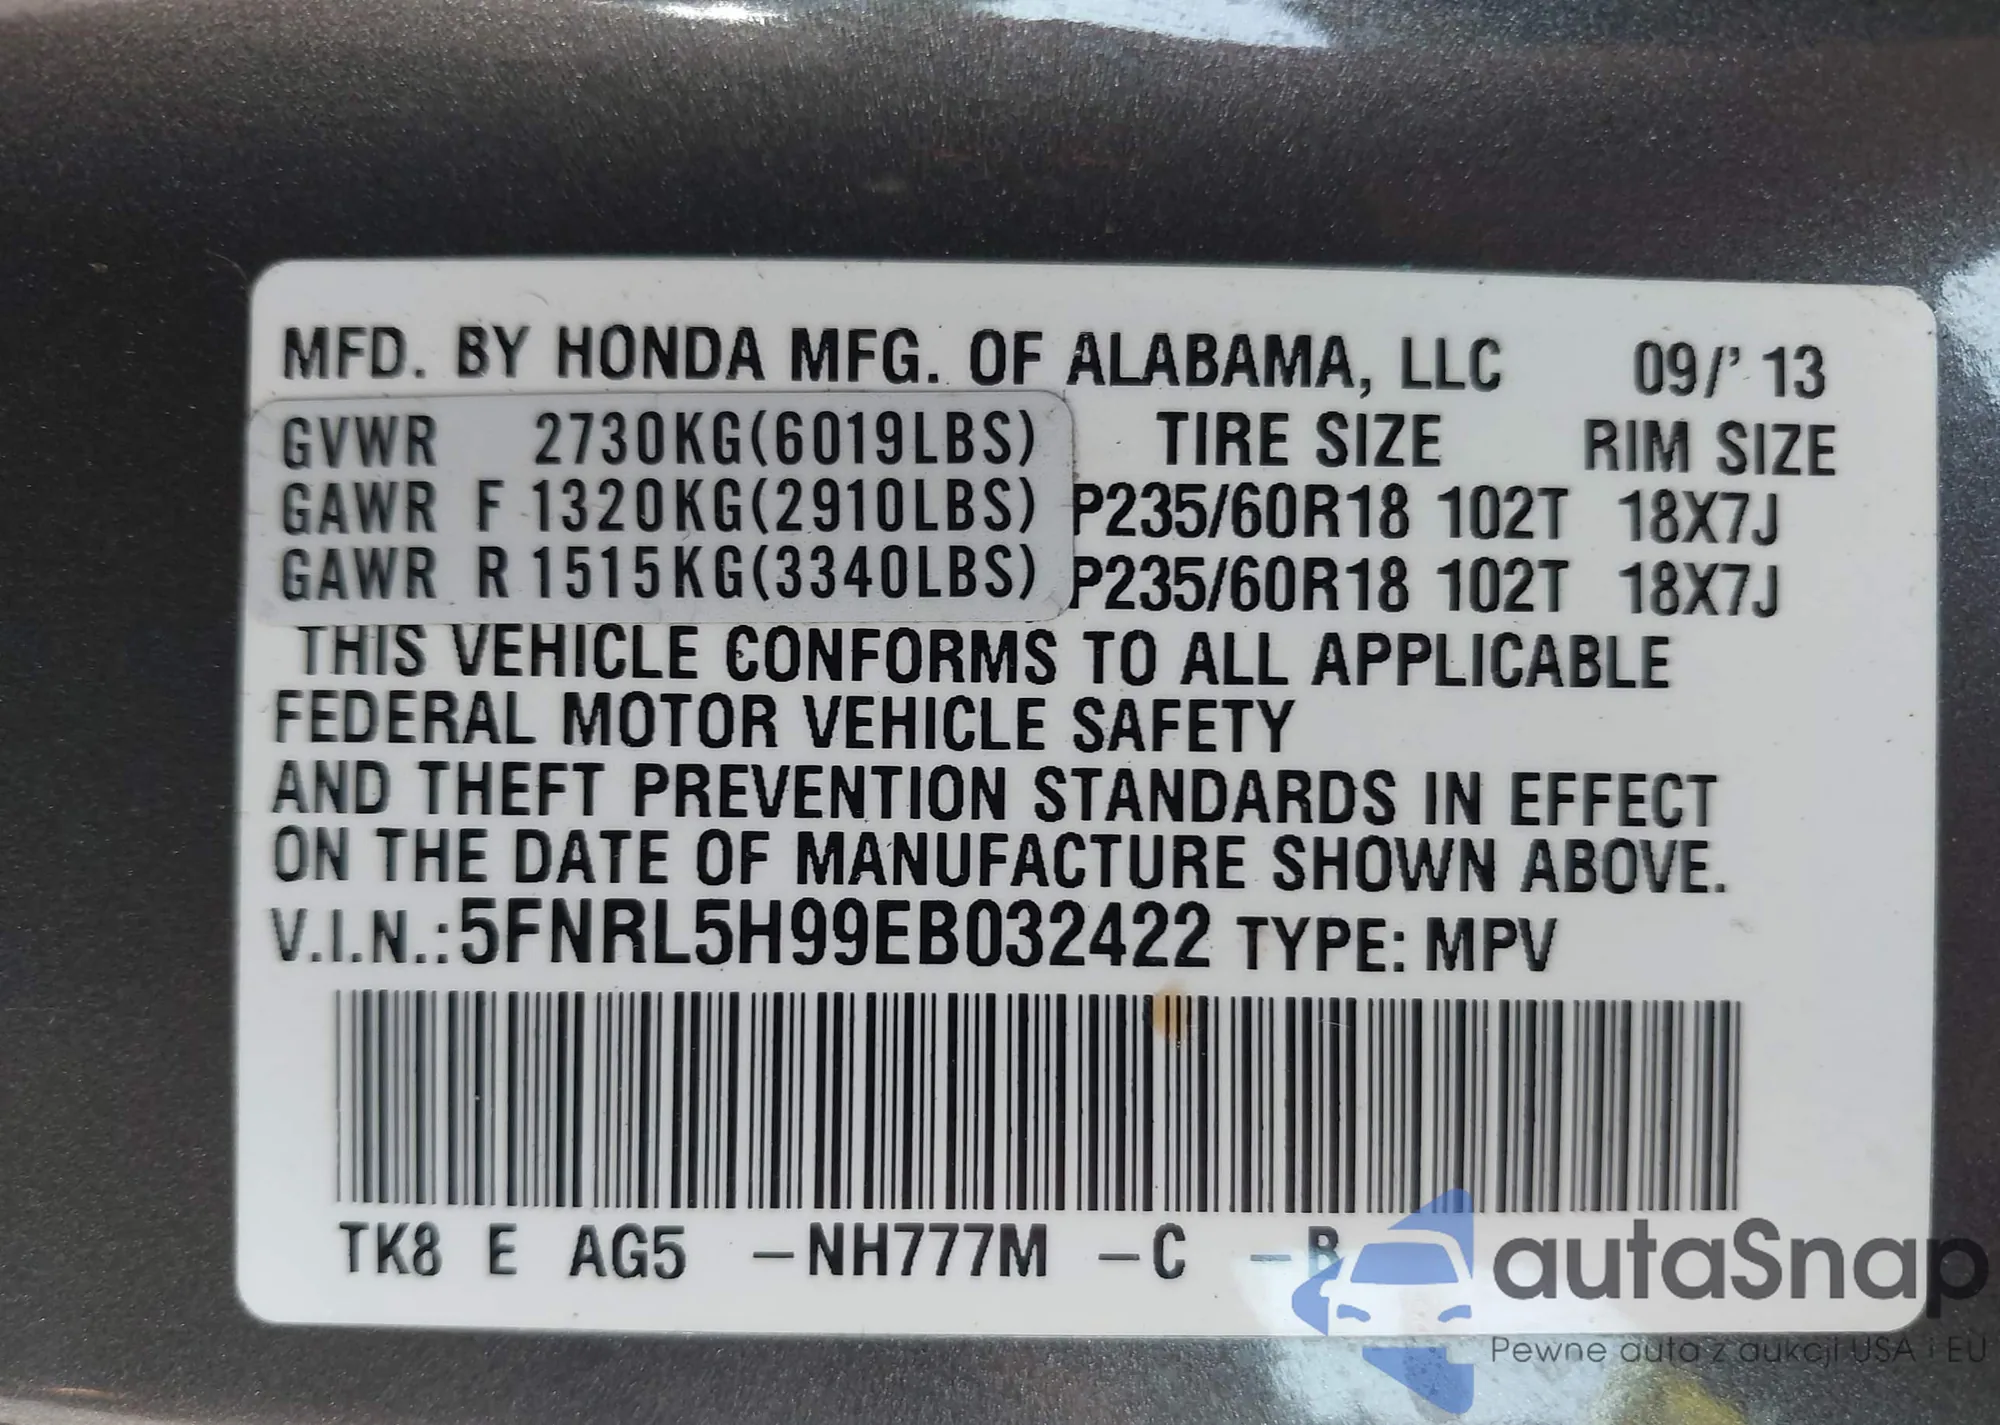 MFD. BY HONDA MFG. OF ALABAMA, LLC 09/' 13
GVWR 2730KG(6019LBS) TIRE SIZE RIM SIZE
GAWR F 1320KG(2910LBS) P235/60R18 102T 18X7J
GAWR R 1515KG(3340LBS) P235/60R18 102T 18X7J
THIS VEHICLE CONFORMS TO ALL APPLICABLE
FEDERAL MOTOR VEHICLE SAFETY
AND THEFT PREVENTION STANDARDS IN EFFECT
ON THE DATE OF MANUFACTURE SHOWN ABOVE.
V.I.N.:5FNRL5H99EB032422 TYPE: MPV
TK8 E AG5 –NH777M –C –B
autaSnap
Pewne auta z aukcji USA i EU